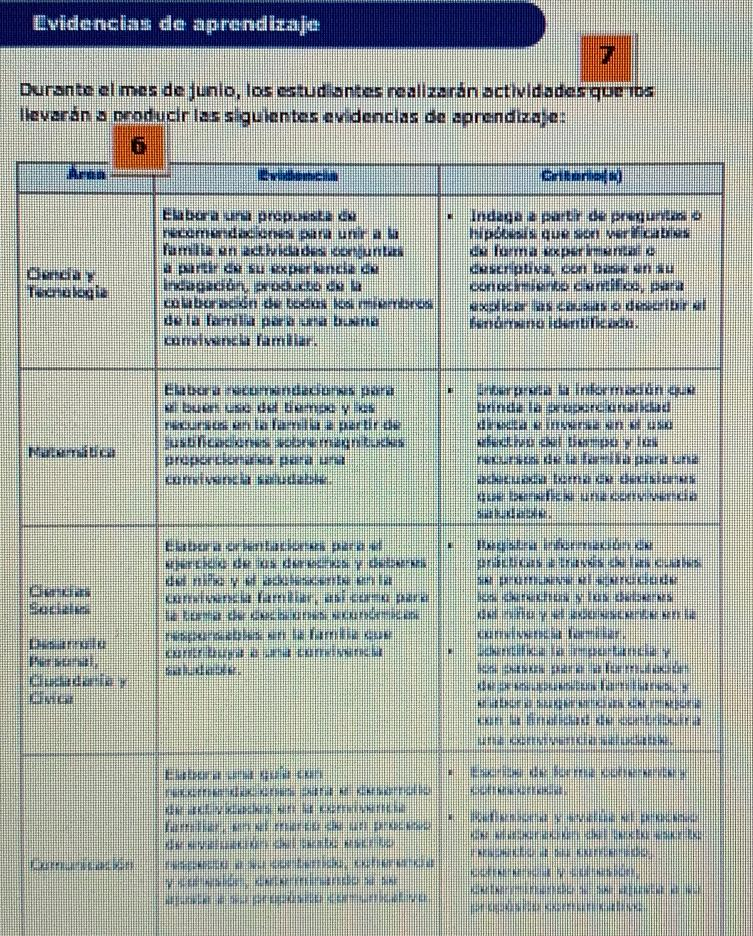 Evidencias de aprendizaje
7
Durante el mes de junio, los estudiantes realizarán actividades que los
llevarán a producir las siguientes evidencias de aprendizaje:
6
Área
Evidencia
Criterio(s)
Ciencia y
Tecnología
Elabora una propuesta de
recomendaciones para unir a la
familia en actividades conjuntas
a partir de su experiencia de
indagación, producto de la
colaboración de todos los miembros
de la familia para una buena
convivencia familiar.
• Indaga a partir de preguntas o
hipótesis que son verificables
de forma experimental o
descriptiva, con base en su
conocimiento científico, para
explicar las causas o describir el
fenómeno identificado.
Matemática
Elabora recomendaciones para
el buen uso del tiempo y los
recursos en la familia a partir de
justificaciones sobre magnitudes
proporcionales para una
convivencia saludable.
• Interpreta la información que
brinda la proporcionalidad
directa e inversa en el uso
efectivo del tiempo y los
recursos de la familia para una
adecuada toma de decisiones
que beneficie una convivencia
saludable.
Ciencias
Sociales
Desarrollo
Personal,
Ciudadanía y
Cívica
Elabora orientaciones para el
ejercicio de los derechos y deberes
del niño y el adolescente en la
convivencia familiar, así como para
la toma de decisiones económicas
responsables en la familia que
contribuya a una convivencia
saludable.
• Registra información de
prácticas a través de las cuales
se promueve el ejercicio de
los derechos y los deberes
del niño y el adolescente en la
convivencia familiar.
• Identifica la importancia y
los pasos para la formulación
de presupuestos familiares, y
elabora sugerencias de mejora
con la finalidad de contribuir a
una convivencia saludable.
Comunicación
Elabora una guía con
recomendaciones para el desarrollo
de actividades en la convivencia
familiar, en el marco de un proceso
de evaluación del texto escrito
respecto a su contenido, coherencia
y cohesión, determinando si se
ajusta a su propósito comunicativo.
• Escribe de forma coherente y
cohesionada.
• Reflexiona y evalúa el proceso
de elaboración del texto escrito
respecto a su contenido,
coherencia y cohesión,
determinando si se ajusta a su
propósito comunicativo.